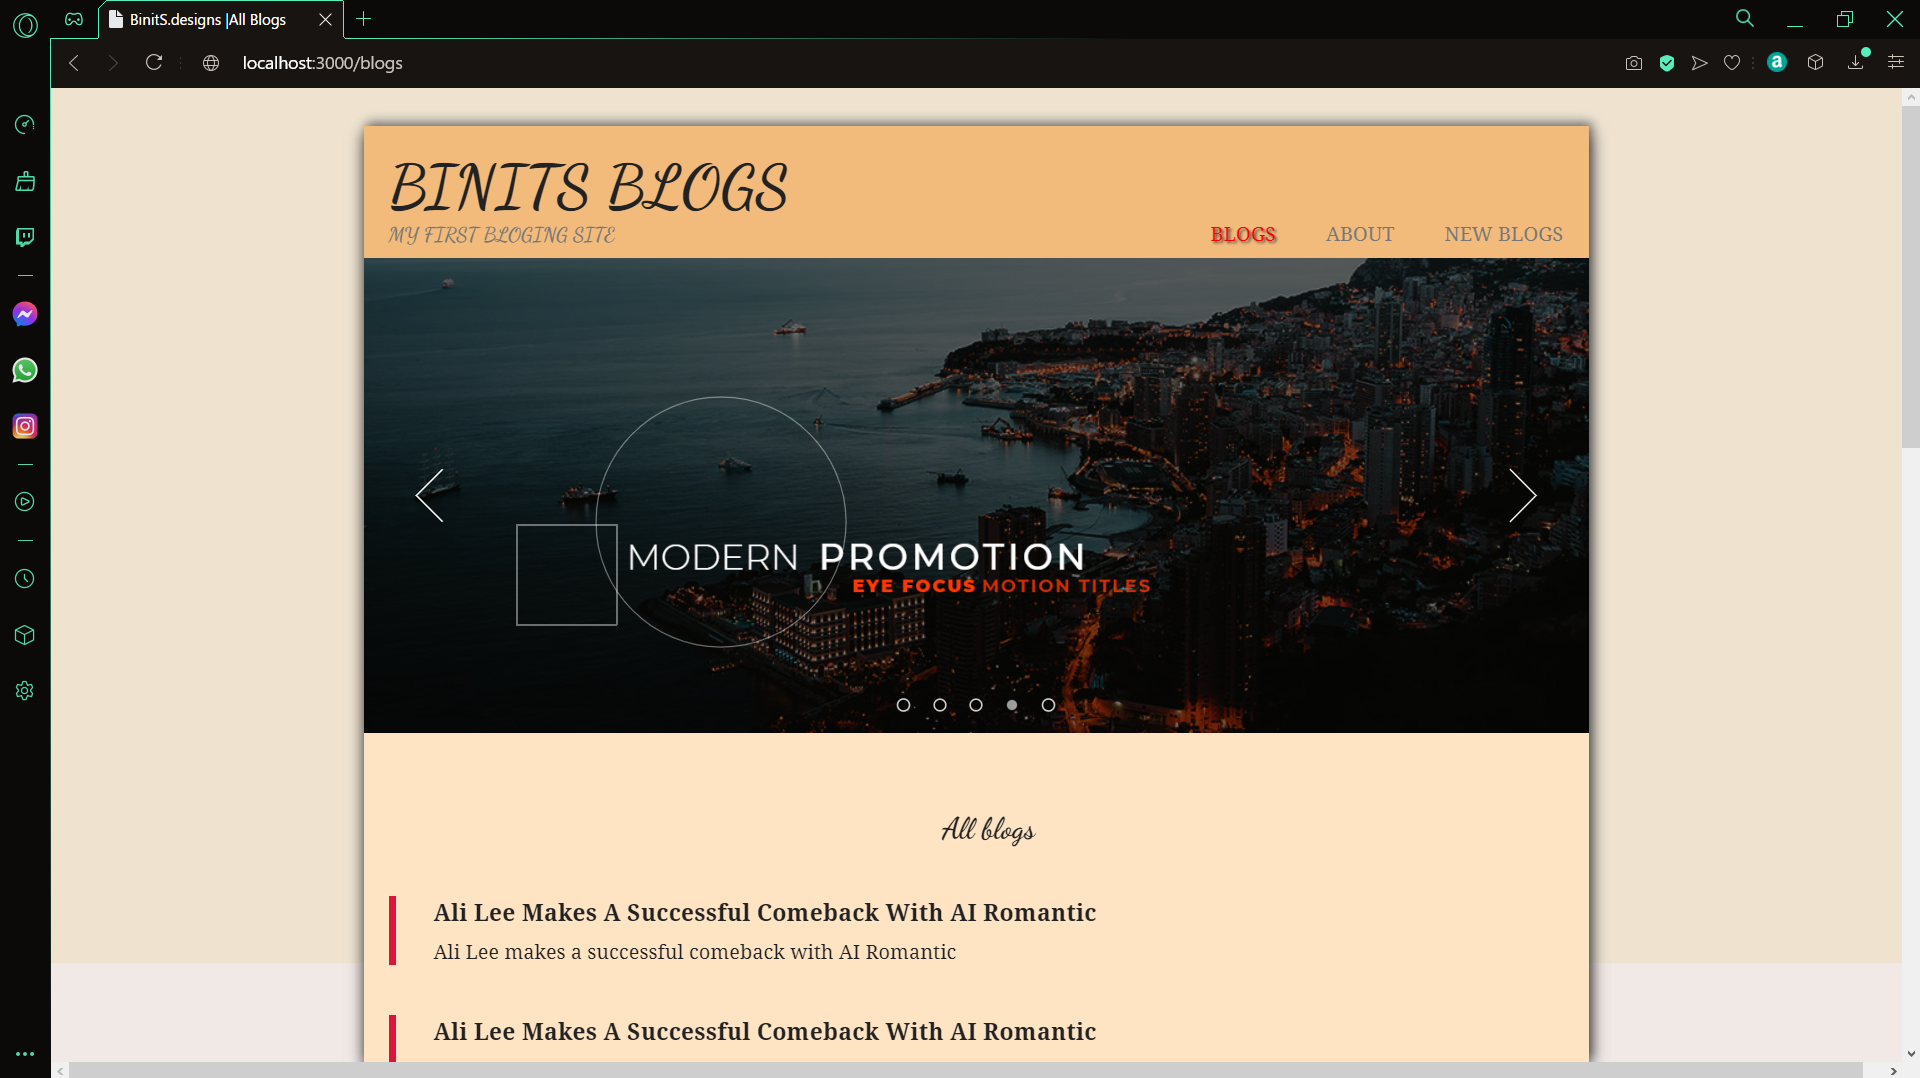 BinitS.designs |All Blogs
localhost:3000/blogs
BINITS BLOGS
MY FIRST BLOGING SITE
BLOGS ABOUT NEW BLOGS
MODERN PROMOTION
EYE FOCUS MOTION TITLES
All blogs
Ali Lee Makes A Successful Comeback With AI Romantic
Ali Lee makes a successful comeback with AI Romantic
Ali Lee Makes A Successful Comeback With AI Romantic